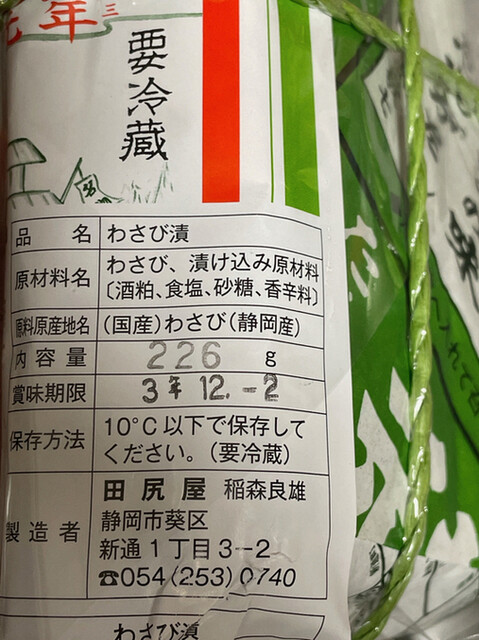 年三
要冷蔵
品名 わさび漬
原材料名 わさび、漬け込み原材料
〔酒粕、食塩、砂糖、香辛料〕
原料原産地名 (国産)わさび(静岡産)
内容量 226 g
賞味期限 3年12.-2
保存方法 10°C以下で保存して
ください。(要冷蔵)
製造者 田尻屋 稲森良雄
静岡市葵区
新通1丁目3-2
☎054(253)0740
わさび漬